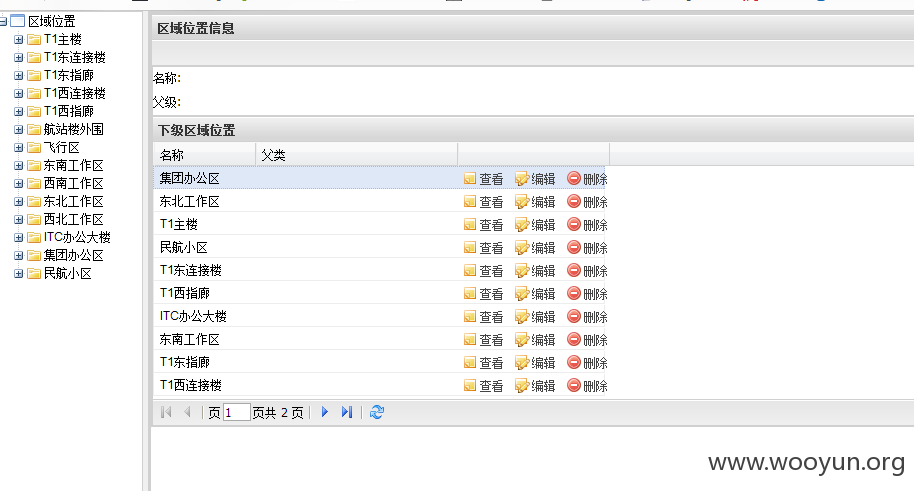 区域位置
T1主楼
T1东连接楼
T1东指廊
T1西连接楼
T1西指廊
航站楼外围
飞行区
东南工作区
西南工作区
东北工作区
西北工作区
ITC办公大楼
集团办公区
民航小区
区域位置信息
名称:
父级:
下级区域位置
名称 父类
集团办公区 查看 编辑 删除
东北工作区 查看 编辑 删除
T1主楼 查看 编辑 删除
民航小区 查看 编辑 删除
T1东连接楼 查看 编辑 删除
T1西指廊 查看 编辑 删除
ITC办公大楼 查看 编辑 删除
东南工作区 查看 编辑 删除
T1东指廊 查看 编辑 删除
T1西连接楼 查看 编辑 删除
页 1 页共 2 页
www.wooyun.org